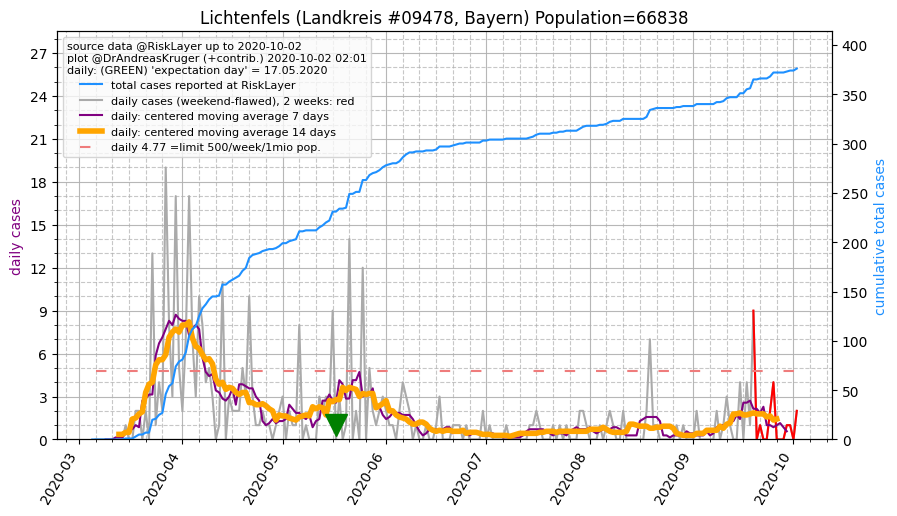 Lichtenfels (Landkreis #09478, Bayern) Population=66838
source data @RiskLayer up to 2020-10-02
plot @DrAndreasKruger (+contrib.) 2020-10-02 02:01
daily: (GREEN) 'expectation day' = 17.05.2020
total cases reported at RiskLayer
daily cases (weekend-flawed), 2 weeks: red
daily: centered moving average 7 days
daily: centered moving average 14 days
daily 4.77 =limit 500/week/1mio pop.
daily cases
27
24
21
18
15
12
9
6
3
0
cumulative total cases
400
350
300
250
200
150
100
50
0
2020-03
2020-04
2020-05
2020-06
2020-07
2020-08
2020-09
2020-10